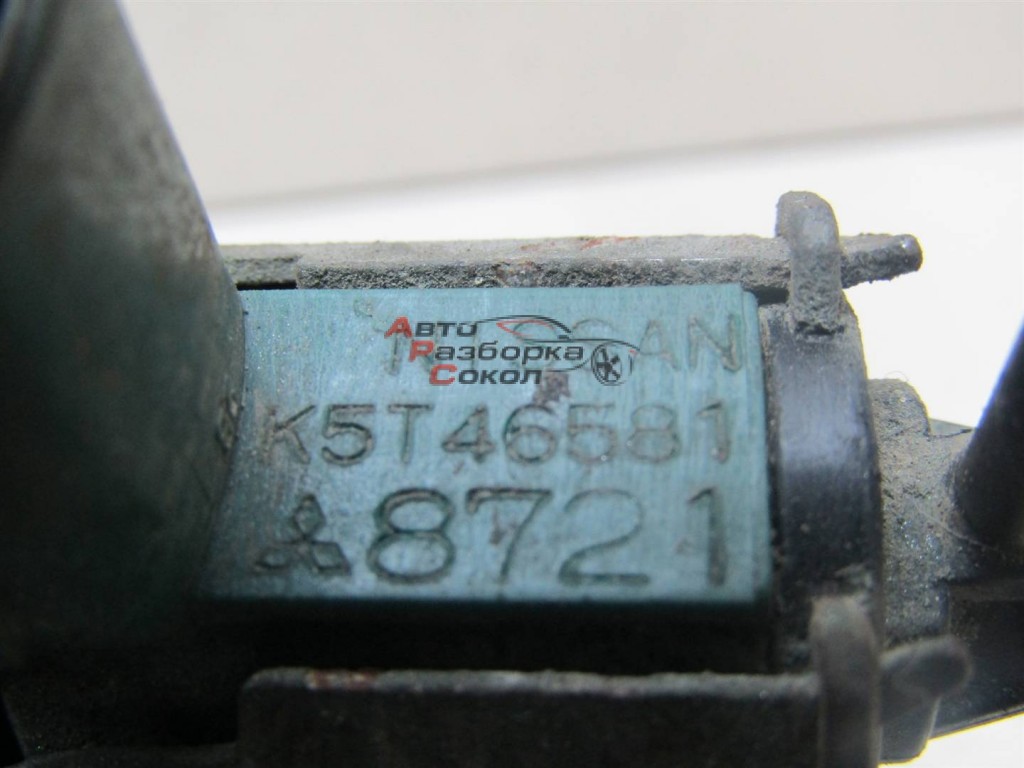 NISSAN
Авто
Разборка
Сокол
K5T46581
8721